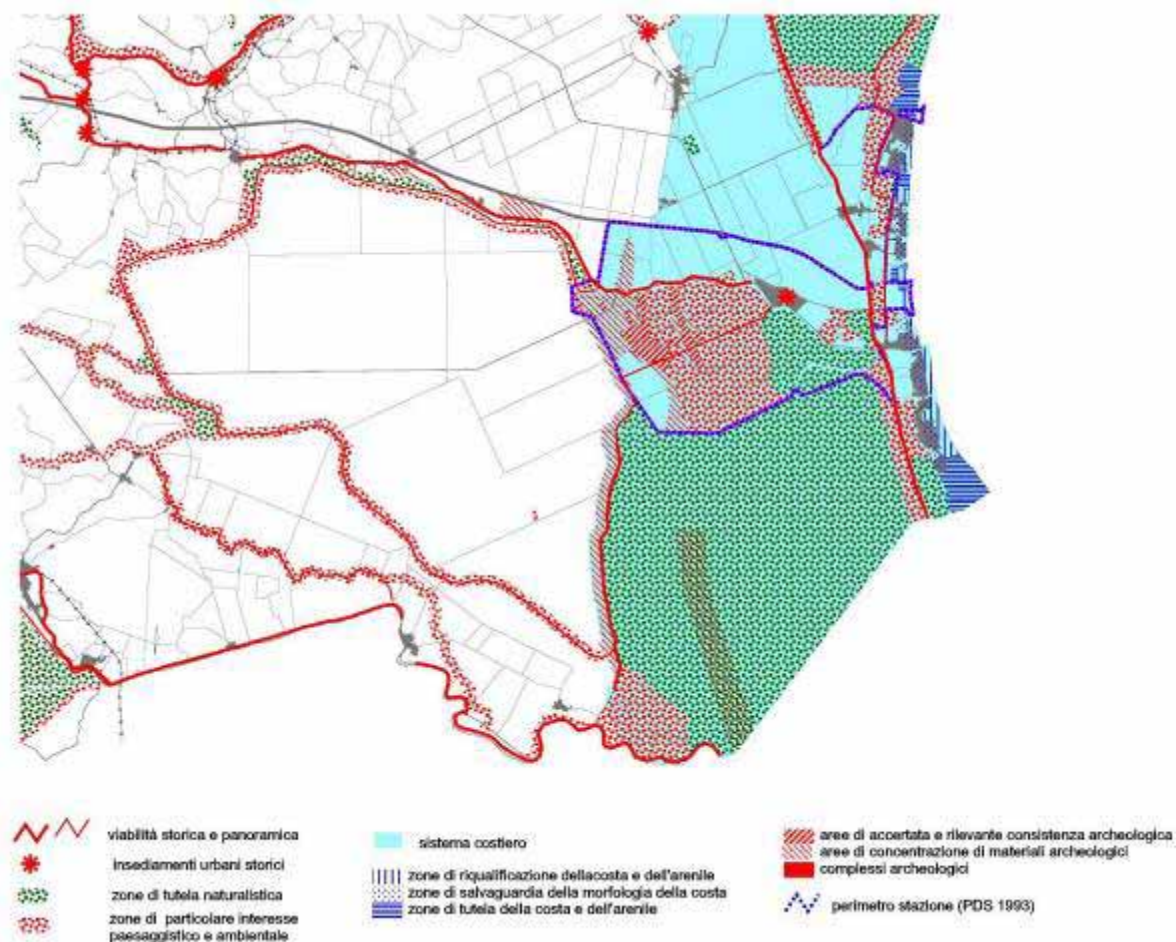 viabilità storica e panoramica
insediamenti urbani storici
zone di tutela naturalistica
zone di particolare interesse
paesaggistico e ambientale
sistema costiero
zone di riqualificazione dellacosta e dell'arenile
zone di salvaguardia della morfologia della costa
zone di tutela della costa e dell'arenile
aree di accertata e rilevante consistenza archeologica
aree di concentrazione di materiali archeologici
complessi archeologici
perimetro stazione (PDS 1993)